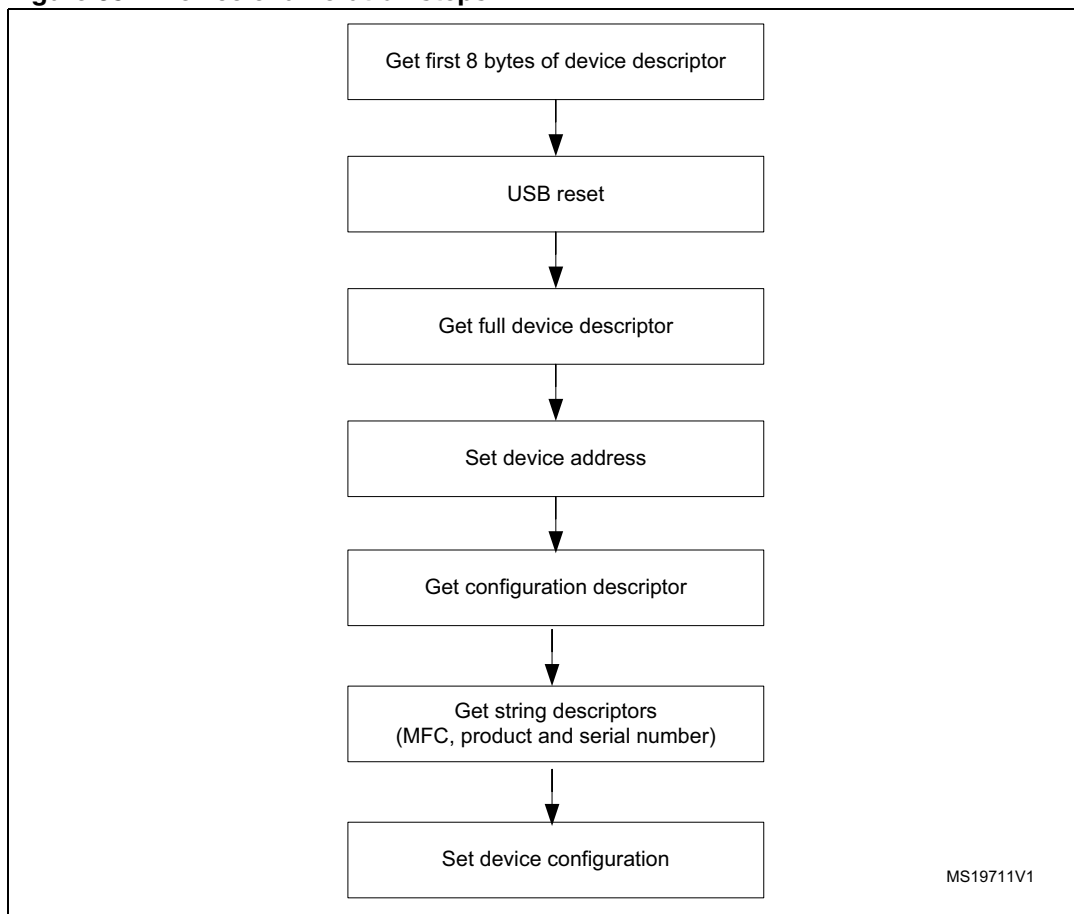 Get first 8 bytes of device descriptor
USB reset
Get full device descriptor
Set device address
Get configuration descriptor
Get string descriptors
(MFC, product and serial number)
Set device configuration
MS19711V1